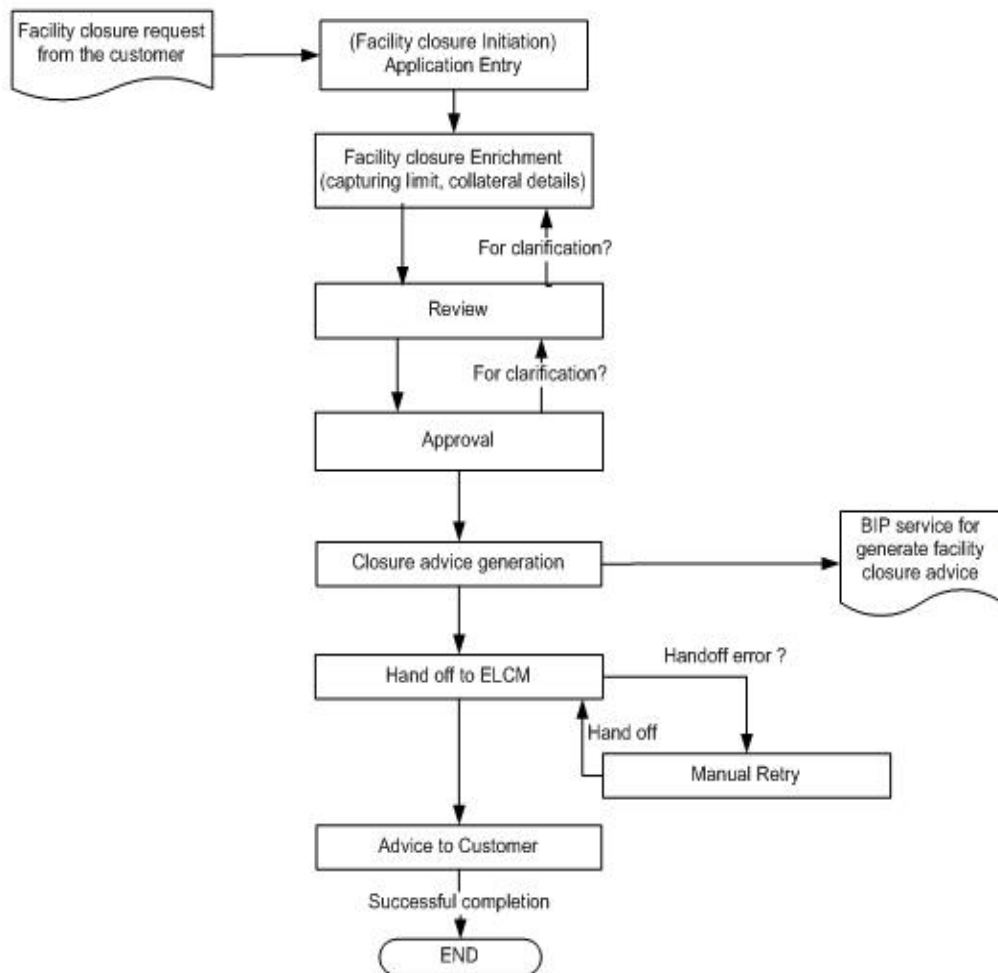 Facility closure request
from the customer
(Facility closure Initiation)
Application Entry
Facility closure Enrichment
(capturing limit, collateral details)
For clarification?
Review
For clarification?
Approval
Closure advice generation
BIP service for
generate facility
closure advice
Hand off to ELCM
Handoff error ?
Hand off
Manual Retry
Advice to Customer
Successful completion
END